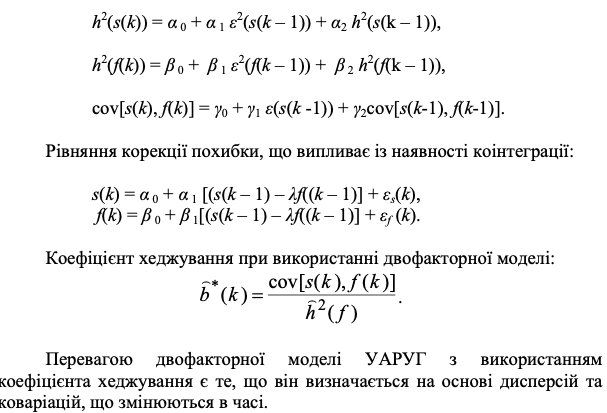 h²(s(k)) = α₀ + α₁ ε²(s(k – 1)) + α₂ h²(s(k – 1)),
h²(f(k)) = β₀ + β₁ ε²(f(k – 1)) + β₂ h²(f(k – 1)),
cov[s(k), f(k)] = γ₀ + γ₁ ε(s(k -1)) + γ₂cov[s(k-1), f(k-1)].
Рівняння корекції похибки, що випливає із наявності коінтеграції:
s(k) = α₀ + α₁ [(s(k – 1) – λf((k – 1)] + εₛ(k),
f(k) = β₀ + β₁[(s(k – 1) – λf((k – 1)] + ε_f (k).
Коефіцієнт хеджування при використанні двофакторної моделі:
b̂*(k) = cov[s(k), f(k)] / ĥ²(f).
Перевагою двофакторної моделі УАРУГ з використанням
коефіцієнта хеджування є те, що він визначається на основі дисперсій та
коваріацій, що змінюються в часі.